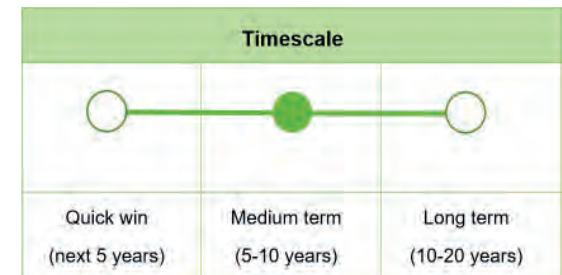 Timescale
Quick win
(next 5 years)
Medium term
(5-10 years)
Long term
(10-20 years)